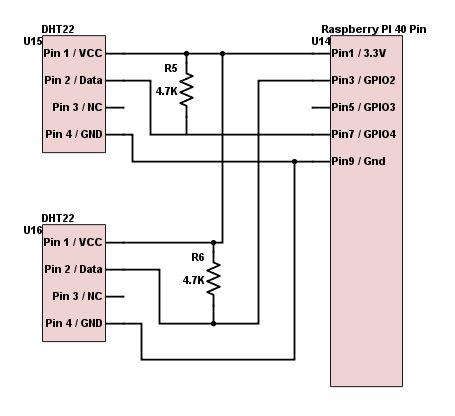 DHT22
U15
Pin 1 / VCC
Pin 2 / Data
Pin 3 / NC
Pin 4 / GND
R5
4.7K
Raspberry PI 40 Pin
U14
Pin1 / 3.3V
Pin3 / GPIO2
Pin5 / GPIO3
Pin7 / GPIO4
Pin9 / Gnd
DHT22
U16
Pin 1 / VCC
Pin 2 / Data
Pin 3 / NC
Pin 4 / GND
R6
4.7K